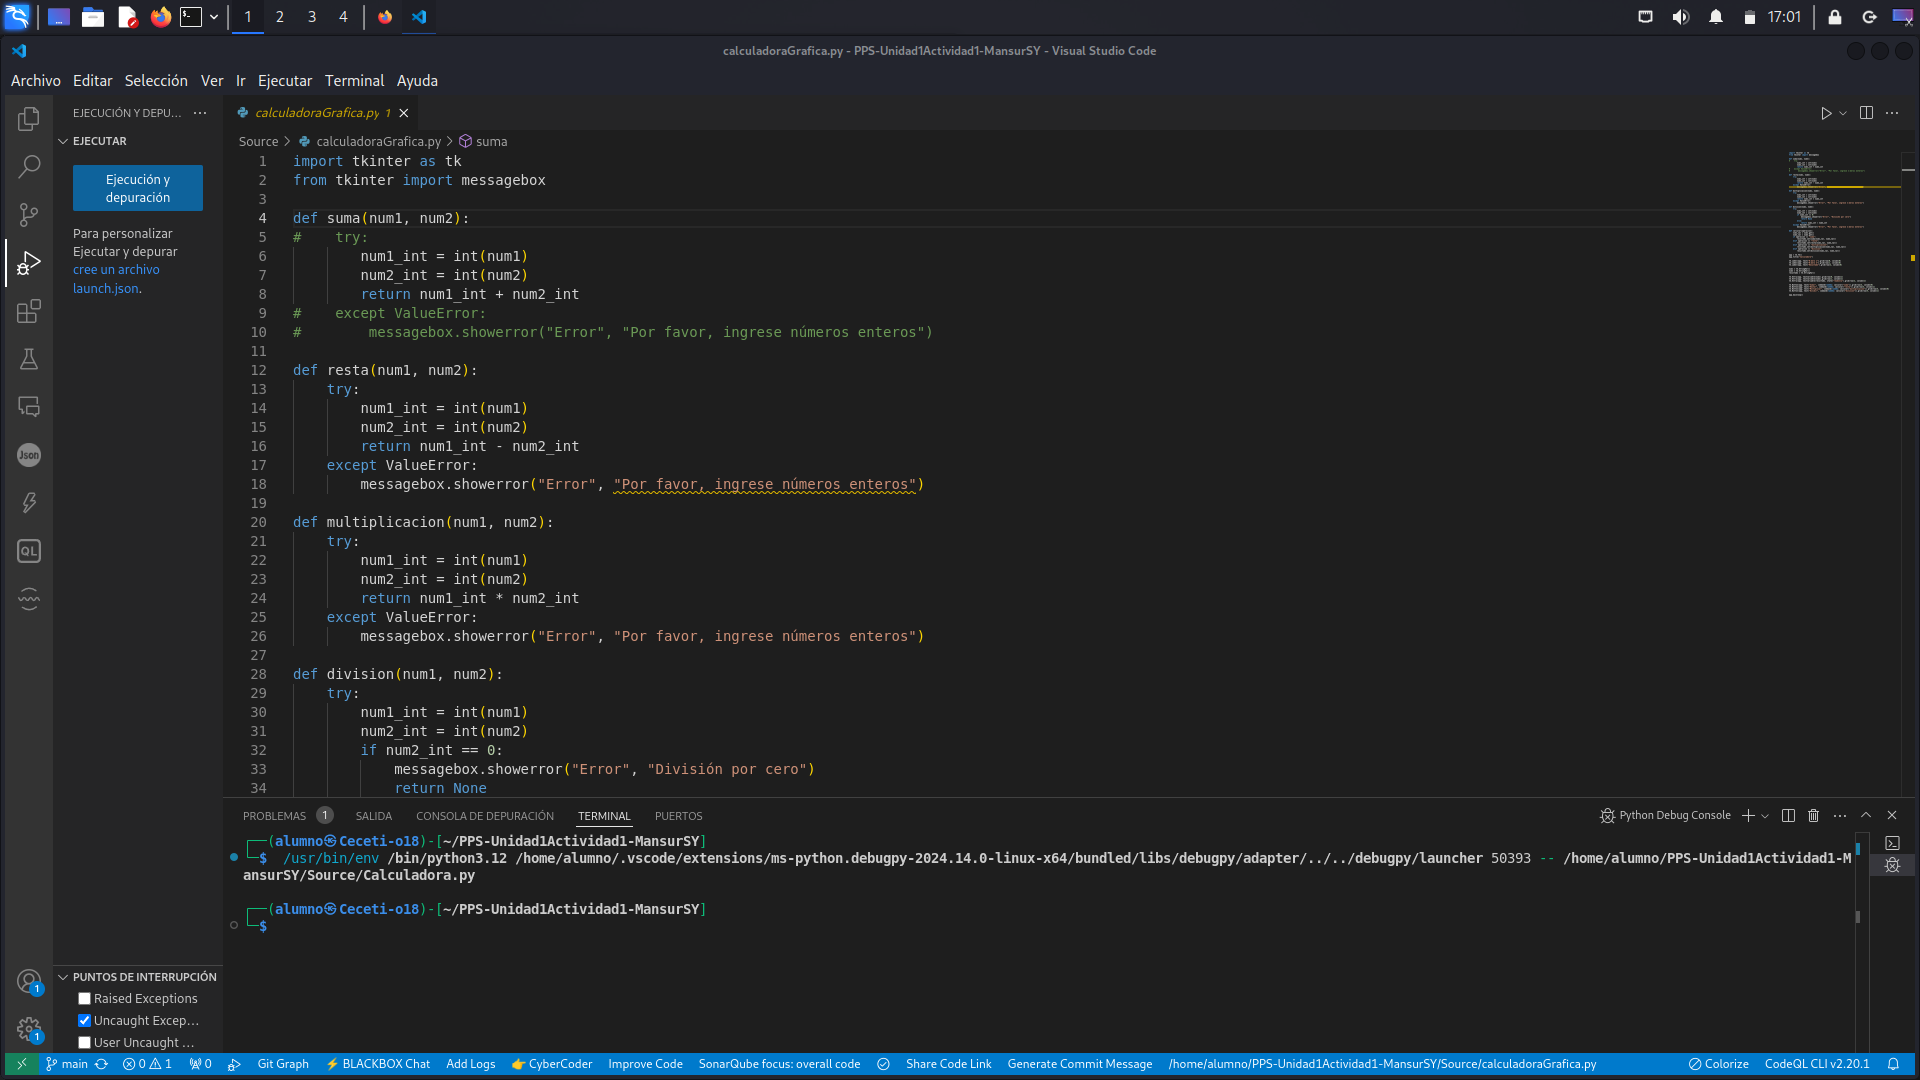 1 2 3 4 17:01
calculadoraGrafica.py - PPS-Unidad1Actividad1-MansurSY - Visual Studio Code
Archivo Editar Selección Ver Ir Ejecutar Terminal Ayuda
EJECUCIÓN Y DEPU...
EJECUTAR
Ejecución y
depuración
Para personalizar
Ejecutar y depurar
cree un archivo
launch.json.
Json
QL
1
1
PUNTOS DE INTERRUPCIÓN
Raised Exceptions
Uncaught Excep...
User Uncaught ...
calculadoraGrafica.py 1
Source > calculadoraGrafica.py > suma
1 import tkinter as tk
2 from tkinter import messagebox
3
4 def suma(num1, num2):
5 #    try:
6         num1_int = int(num1)
7         num2_int = int(num2)
8         return num1_int + num2_int
9 #    except ValueError:
10 #        messagebox.showerror("Error", "Por favor, ingrese números enteros")
11
12 def resta(num1, num2):
13     try:
14         num1_int = int(num1)
15         num2_int = int(num2)
16         return num1_int - num2_int
17     except ValueError:
18         messagebox.showerror("Error", "Por favor, ingrese números enteros")
19
20 def multiplicacion(num1, num2):
21     try:
22         num1_int = int(num1)
23         num2_int = int(num2)
24         return num1_int * num2_int
25     except ValueError:
26         messagebox.showerror("Error", "Por favor, ingrese números enteros")
27
28 def division(num1, num2):
29     try:
30         num1_int = int(num1)
31         num2_int = int(num2)
32         if num2_int == 0:
33             messagebox.showerror("Error", "División por cero")
34             return None
PROBLEMAS 1 SALIDA CONSOLA DE DEPURACIÓN TERMINAL PUERTOS Python Debug Console
┌──(alumno㉿Ceceti-o18)-[~/PPS-Unidad1Actividad1-MansurSY]
└─$  /usr/bin/env /bin/python3.12 /home/alumno/.vscode/extensions/ms-python.debugpy-2024.14.0-linux-x64/bundled/libs/debugpy/adapter/../../debugpy/launcher 50393 -- /home/alumno/PPS-Unidad1Actividad1-M
ansurSY/Source/Calculadora.py
┌──(alumno㉿Ceceti-o18)-[~/PPS-Unidad1Actividad1-MansurSY]
└─$
main 0 1 0 Git Graph BLACKBOX Chat Add Logs CyberCoder Improve Code SonarQube focus: overall code Share Code Link Generate Commit Message /home/alumno/PPS-Unidad1Actividad1-MansurSY/Source/calculadoraGrafica.py Colorize CodeQL CLI v2.20.1